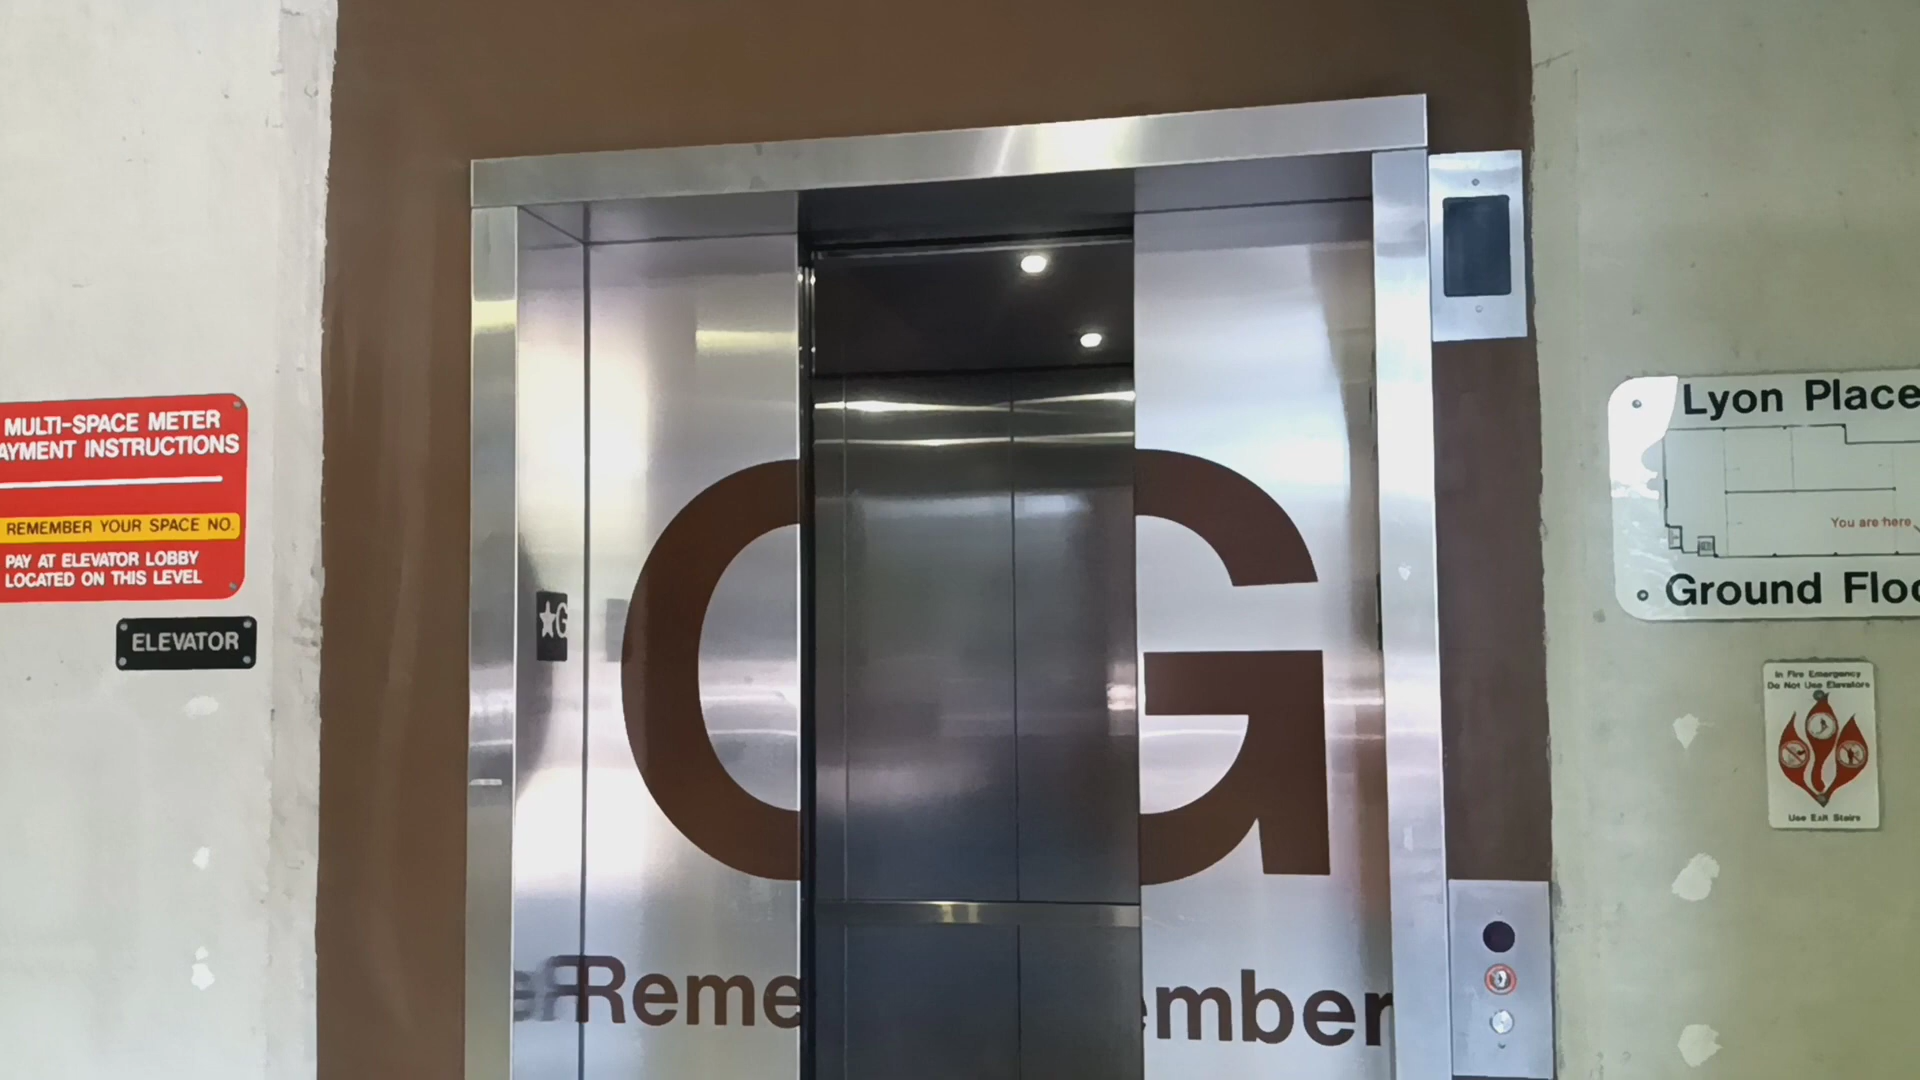 MULTI-SPACE METER
AYMENT INSTRUCTIONS
REMEMBER YOUR SPACE NO.
PAY AT ELEVATOR LOBBY
LOCATED ON THIS LEVEL
ELEVATOR
★G
G
Reme ember
Lyon Place
You are here
Ground Floo
In Fire Emergency
Do Not Use Elevators
Use Exit Stairs